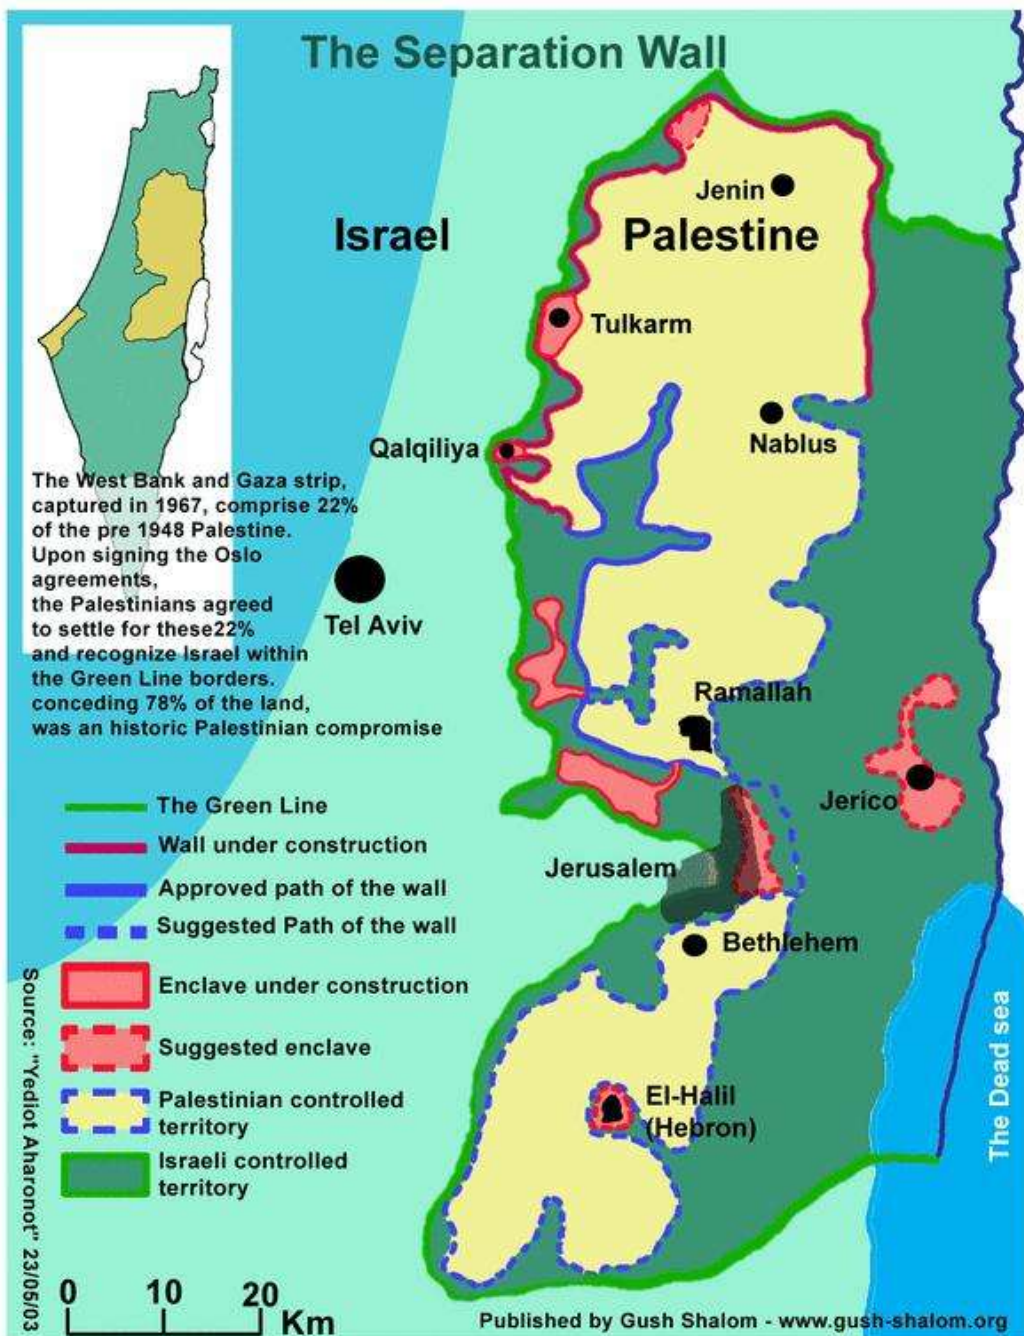 The Separation Wall
Israel
Palestine
Jenin
Tulkarm
Qalqiliya
Nablus
The West Bank and Gaza strip,
captured in 1967, comprise 22%
of the pre 1948 Palestine.
Upon signing the Oslo
agreements,
the Palestinians agreed
to settle for these22%
and recognize Israel within
the Green Line borders.
conceding 78% of the land,
was an historic Palestinian compromise
Tel Aviv
Ramallah
Jerico
Jerusalem
Bethlehem
El-Halil
(Hebron)
The Dead sea
The Green Line
Wall under construction
Approved path of the wall
Suggested Path of the wall
Enclave under construction
Suggested enclave
Palestinian controlled
territory
Israeli controlled
territory
Source: "Yediot Aharonot" 23/05/03
0 10 20
Km
Published by Gush Shalom - www.gush-shalom.org